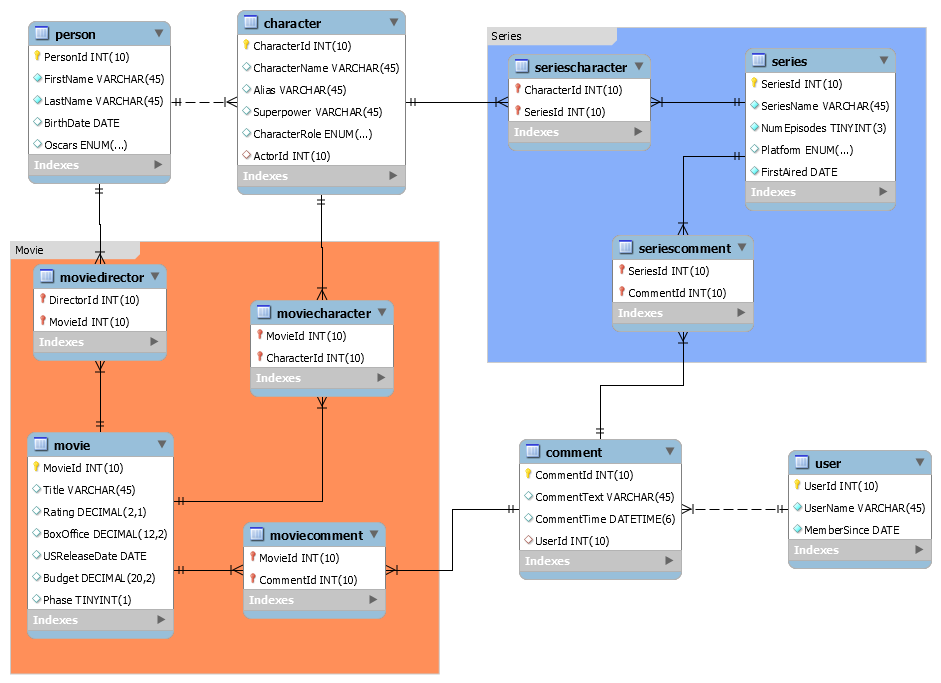 person
PersonId INT(10)
FirstName VARCHAR(45)
LastName VARCHAR(45)
BirthDate DATE
Oscars ENUM(...)
Indexes
character
CharacterId INT(10)
CharacterName VARCHAR(45)
Alias VARCHAR(45)
Superpower VARCHAR(45)
CharacterRole ENUM(...)
ActorId INT(10)
Indexes
Series
seriescharacter
CharacterId INT(10)
SeriesId INT(10)
Indexes
series
SeriesId INT(10)
SeriesName VARCHAR(45)
NumEpisodes TINYINT(3)
Platform ENUM(...)
FirstAired DATE
Indexes
seriescomment
SeriesId INT(10)
CommentId INT(10)
Indexes
Movie
moviedirector
DirectorId INT(10)
MovieId INT(10)
Indexes
moviecharacter
MovieId INT(10)
CharacterId INT(10)
Indexes
movie
MovieId INT(10)
Title VARCHAR(45)
Rating DECIMAL(2,1)
BoxOffice DECIMAL(12,2)
USReleaseDate DATE
Budget DECIMAL(20,2)
Phase TINYINT(1)
Indexes
moviecomment
MovieId INT(10)
CommentId INT(10)
Indexes
comment
CommentId INT(10)
CommentText VARCHAR(45)
CommentTime DATETIME(6)
UserId INT(10)
Indexes
user
UserId INT(10)
UserName VARCHAR(45)
MemberSince DATE
Indexes